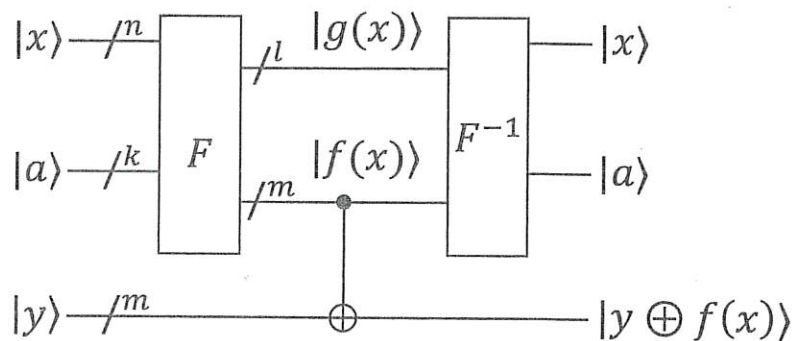 |x⟩ n |g(x)⟩ |x⟩
l
F F⁻¹
|a⟩ k |f(x)⟩ |a⟩
m
|y⟩ m |y ⊕ f(x)⟩